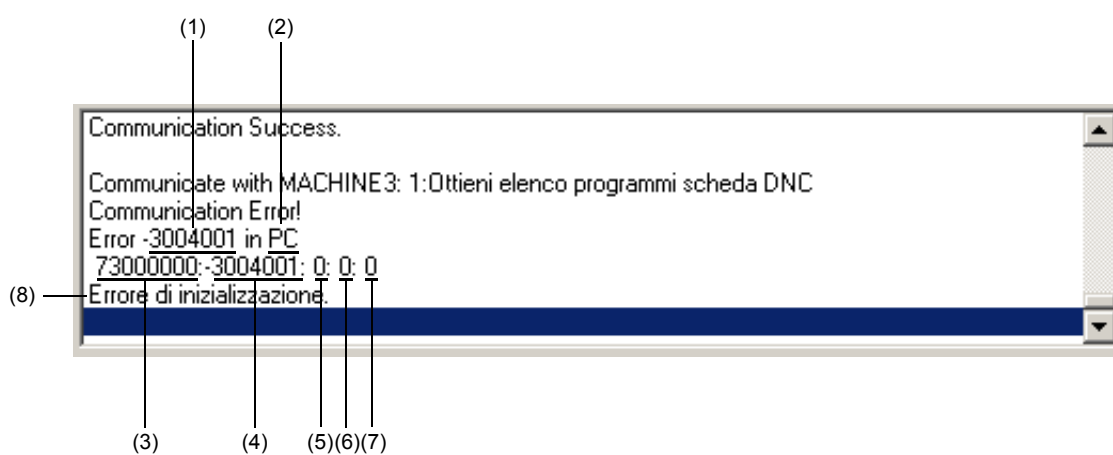 (1) (2)
Communication Success.
Communicate with MACHINE3: 1:Ottieni elenco programmi scheda DNC
Communication Error!
Error -3004001 in PC
73000000:-3004001: 0: 0: 0
(8) Errore di inizializzazione.
(3) (4) (5)(6)(7)